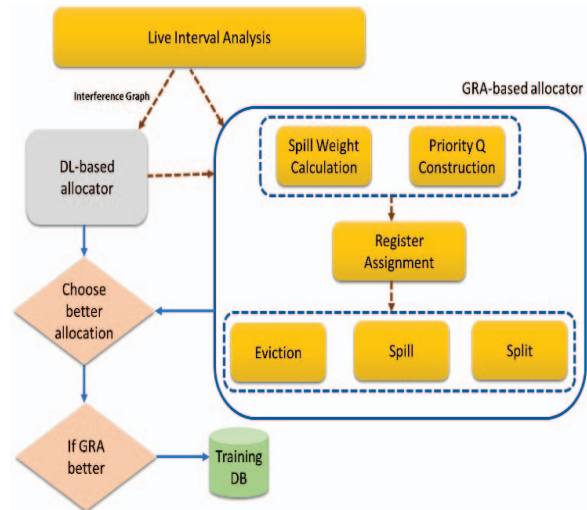 Live Interval Analysis
Interference Graph
GRA-based allocator
DL-based
allocator
Spill Weight
Calculation
Priority Q
Construction
Register
Assignment
Choose
better
allocation
Eviction
Spill
Split
If GRA
better
Training
DB